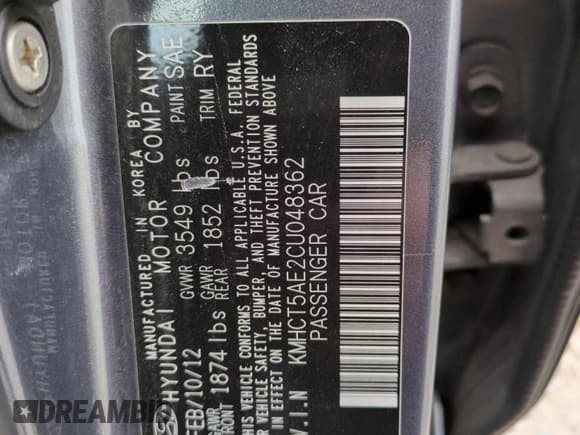 MANUFACTURED IN KOREA BY
HYUNDAI MOTOR COMPANY
FEB/10/12 GVWR 3549 lbs PAINT SAE
GAWR FRONT 1874 lbs GAWR REAR 1852 lbs TRIM RY
THIS VEHICLE CONFORMS TO ALL APPLICABLE U.S.A. FEDERAL
VEHICLE SAFETY, BUMPER, AND THEFT PREVENTION STANDARDS
IN EFFECT ON THE DATE OF MANUFACTURE SHOWN ABOVE
V.I.N KMHCT5AE2CU048362
PASSENGER CAR
DREAMBID